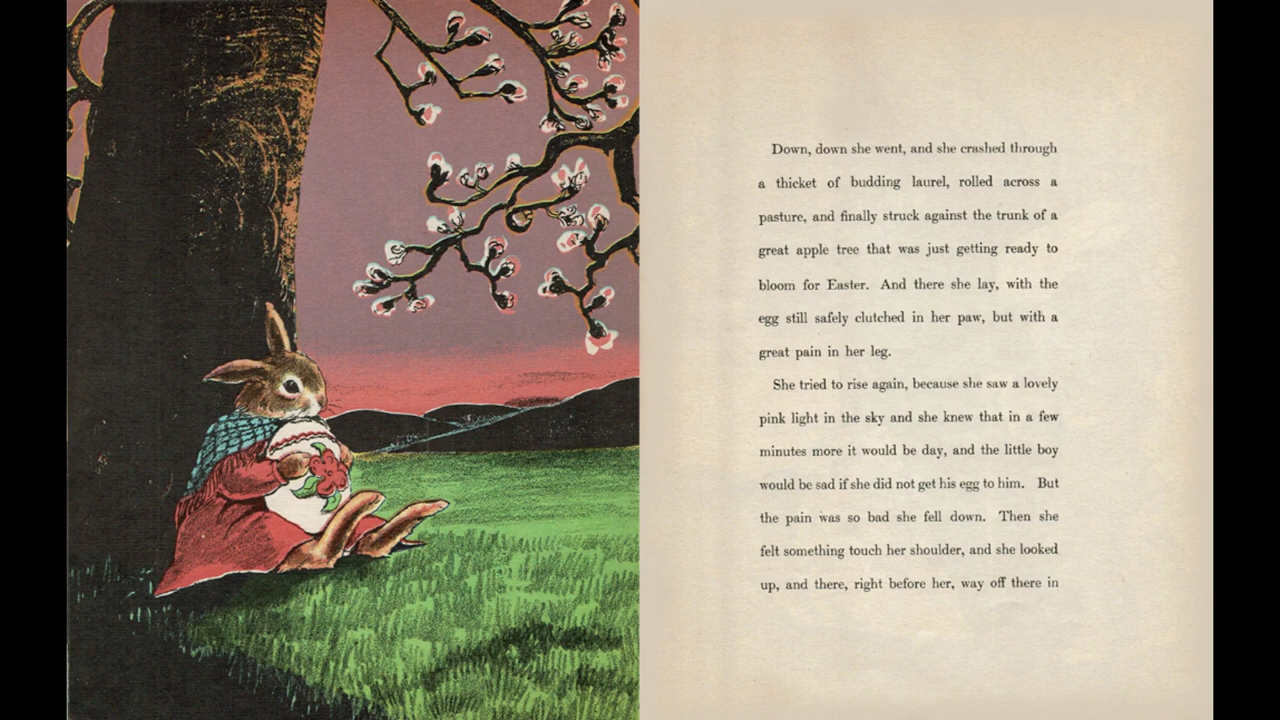 Down, down she went, and she crashed through
a thicket of budding laurel, rolled across a
pasture, and finally struck against the trunk of a
great apple tree that was just getting ready to
bloom for Easter. And there she lay, with the
egg still safely clutched in her paw, but with a
great pain in her leg.
She tried to rise again, because she saw a lovely
pink light in the sky and she knew that in a few
minutes more it would be day, and the little boy
would be sad if she did not get his egg to him. But
the pain was so bad she fell down. Then she
felt something touch her shoulder, and she looked
up, and there, right before her, way off there in